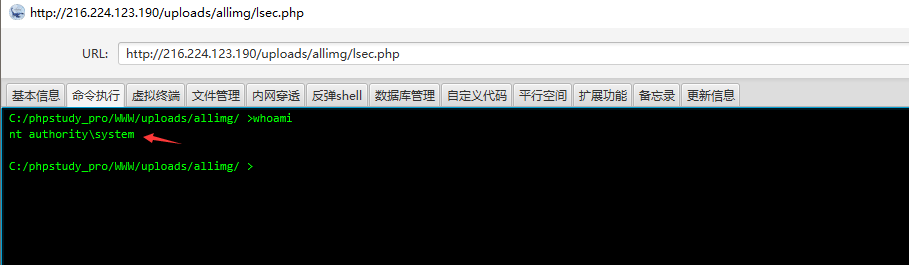 http://216.224.123.190/uploads/allimg/lsec.php
URL: http://216.224.123.190/uploads/allimg/lsec.php
基本信息 命令执行 虚拟终端 文件管理 内网穿透 反弹shell 数据库管理 自定义代码 平行空间 扩展功能 备忘录 更新信息
C:/phpstudy_pro/WWW/uploads/allimg/ >whoami
nt authority\system
C:/phpstudy_pro/WWW/uploads/allimg/ >